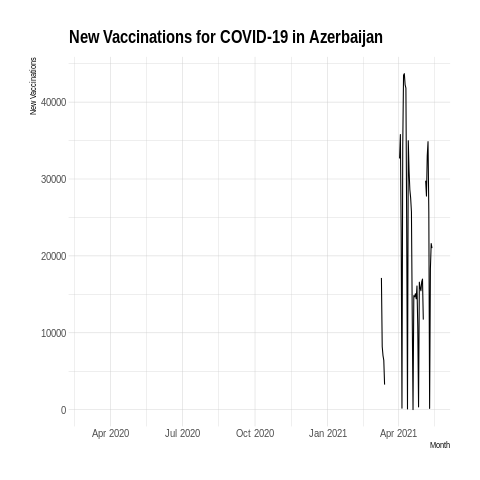 New Vaccinations for COVID-19 in Azerbaijan
New Vaccinations
40000
30000
20000
10000
0
Apr 2020 Jul 2020 Oct 2020 Jan 2021 Apr 2021
Month